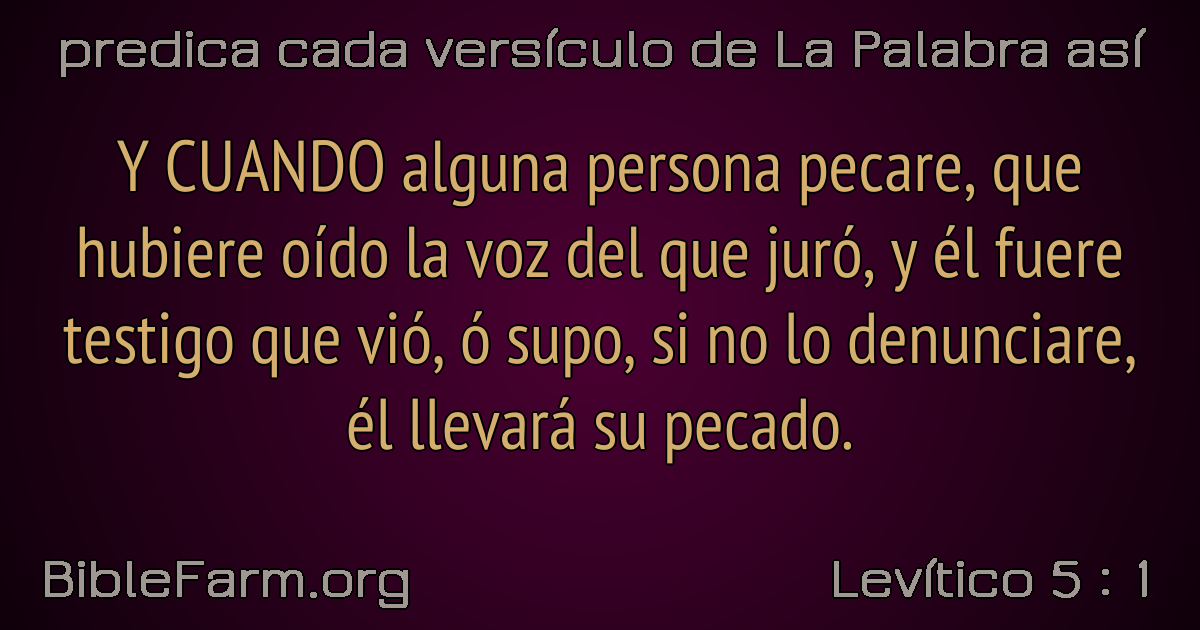 predica cada versículo de La Palabra así
Y CUANDO alguna persona pecare, que
hubiere oído la voz del que juró, y él fuere
testigo que vió, ó supo, si no lo denunciare,
él llevará su pecado.
BibleFarm.org
Levítico 5 : 1